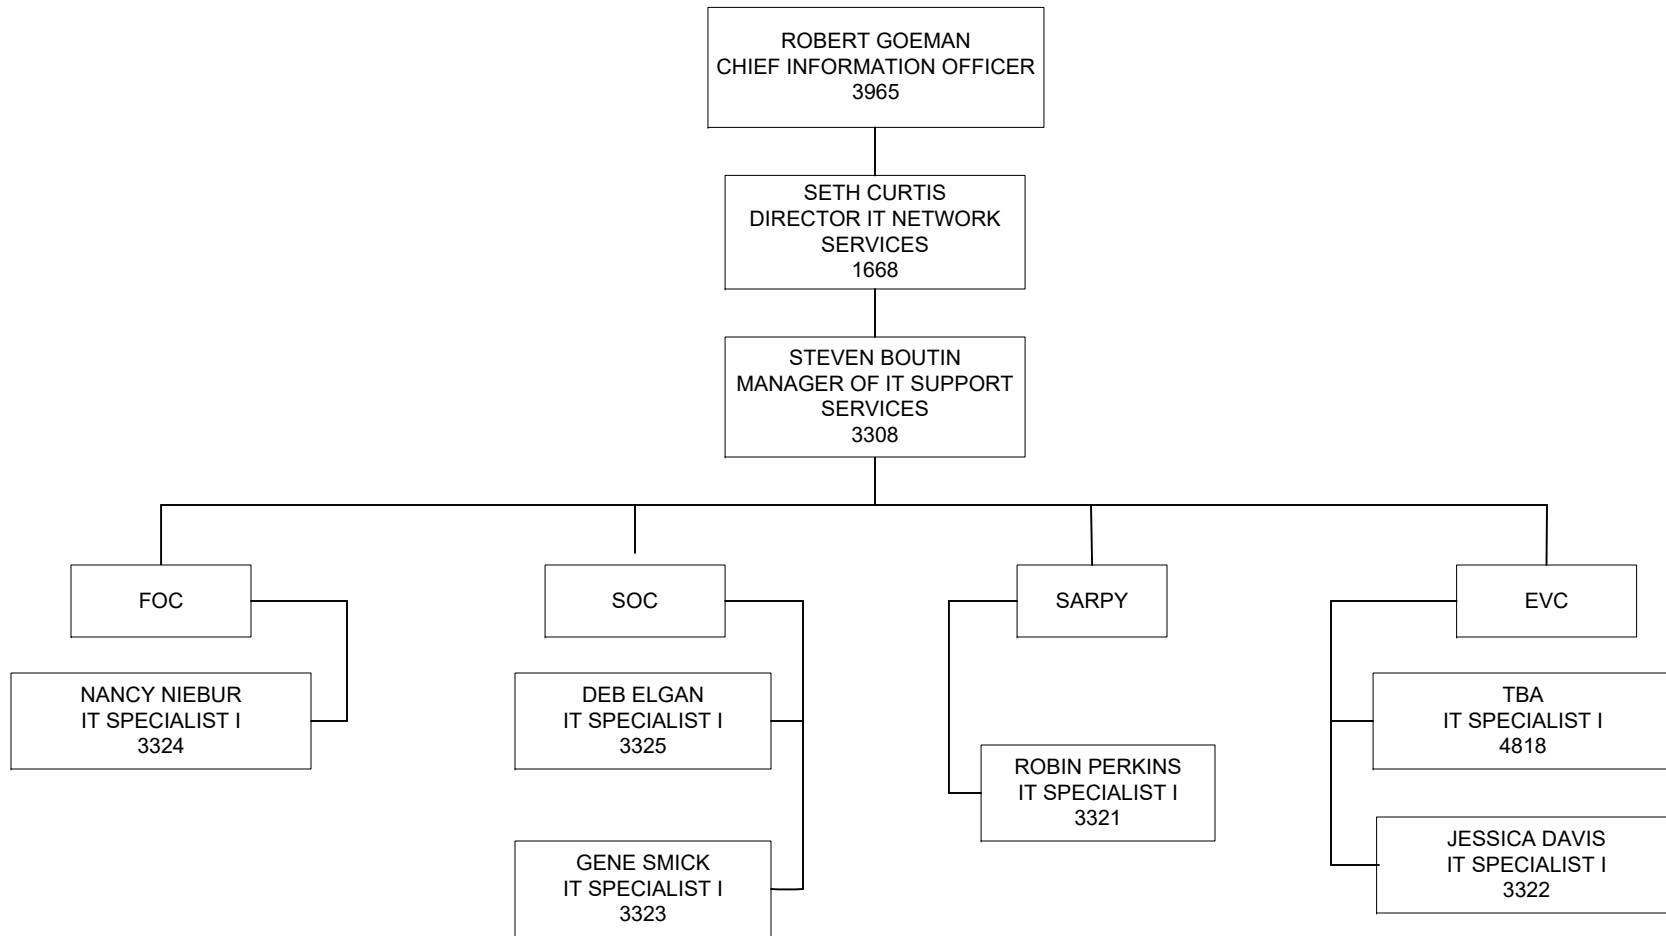 ROBERT GOEMAN
CHIEF INFORMATION OFFICER
3965
SETH CURTIS
DIRECTOR IT NETWORK
SERVICES
1668
STEVEN BOUTIN
MANAGER OF IT SUPPORT
SERVICES
3308
FOC
NANCY NIEBUR
IT SPECIALIST I
3324
SOC
DEB ELGAN
IT SPECIALIST I
3325
GENE SMICK
IT SPECIALIST I
3323
SARPY
ROBIN PERKINS
IT SPECIALIST I
3321
EVC
TBA
IT SPECIALIST I
4818
JESSICA DAVIS
IT SPECIALIST I
3322